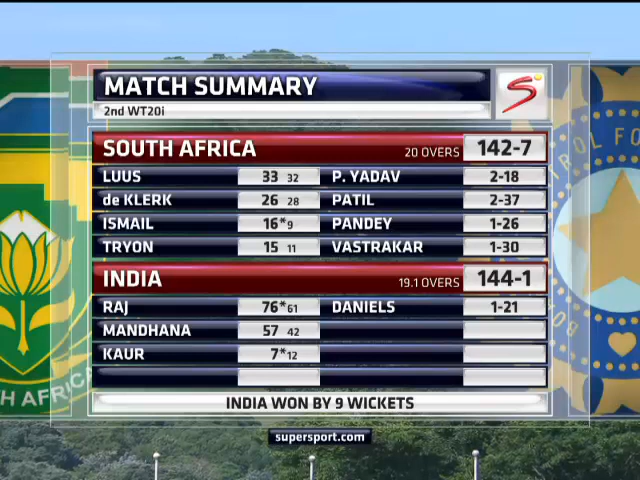 MATCH SUMMARY
2nd WT20i
SOUTH AFRICA 20 OVERS 142-7
LUUS 33 32 P. YADAV 2-18
de KLERK 26 28 PATIL 2-37
ISMAIL 16*9 PANDEY 1-26
TRYON 15 11 VASTRAKAR 1-30
INDIA 19.1 OVERS 144-1
RAJ 76*61 DANIELS 1-21
MANDHANA 57 42
KAUR 7*12
INDIA WON BY 9 WICKETS
supersport.com
H AFRICA